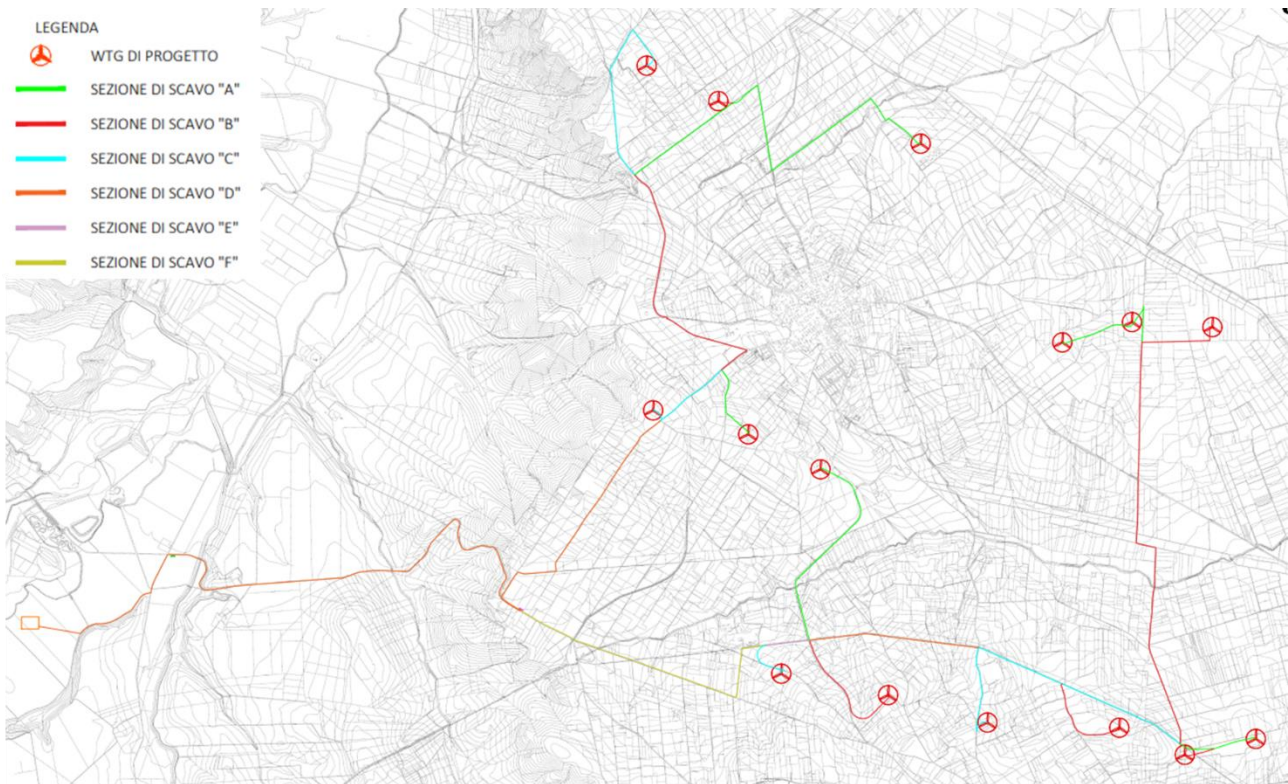 LEGENDA
WTG DI PROGETTO
SEZIONE DI SCAVO "A"
SEZIONE DI SCAVO "B"
SEZIONE DI SCAVO "C"
SEZIONE DI SCAVO "D"
SEZIONE DI SCAVO "E"
SEZIONE DI SCAVO "F"